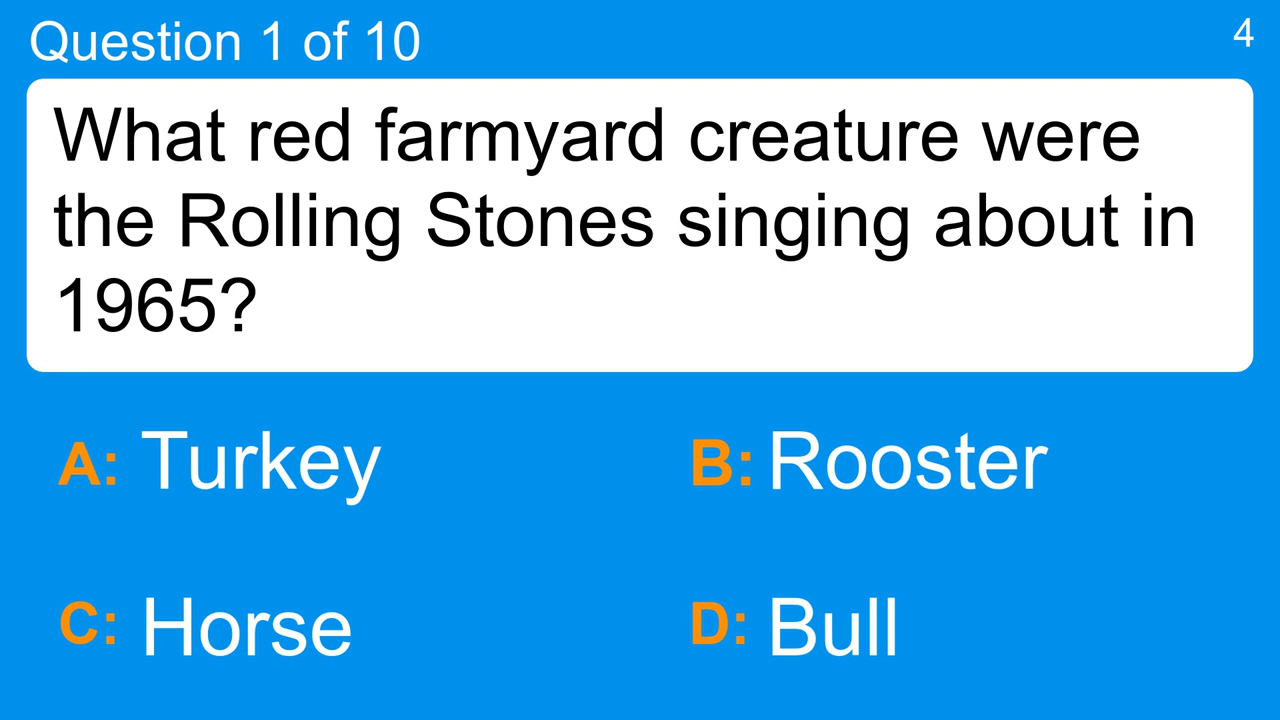 Question 1 of 10
4
What red farmyard creature were
the Rolling Stones singing about in
1965?
A: Turkey
B: Rooster
C: Horse
D: Bull